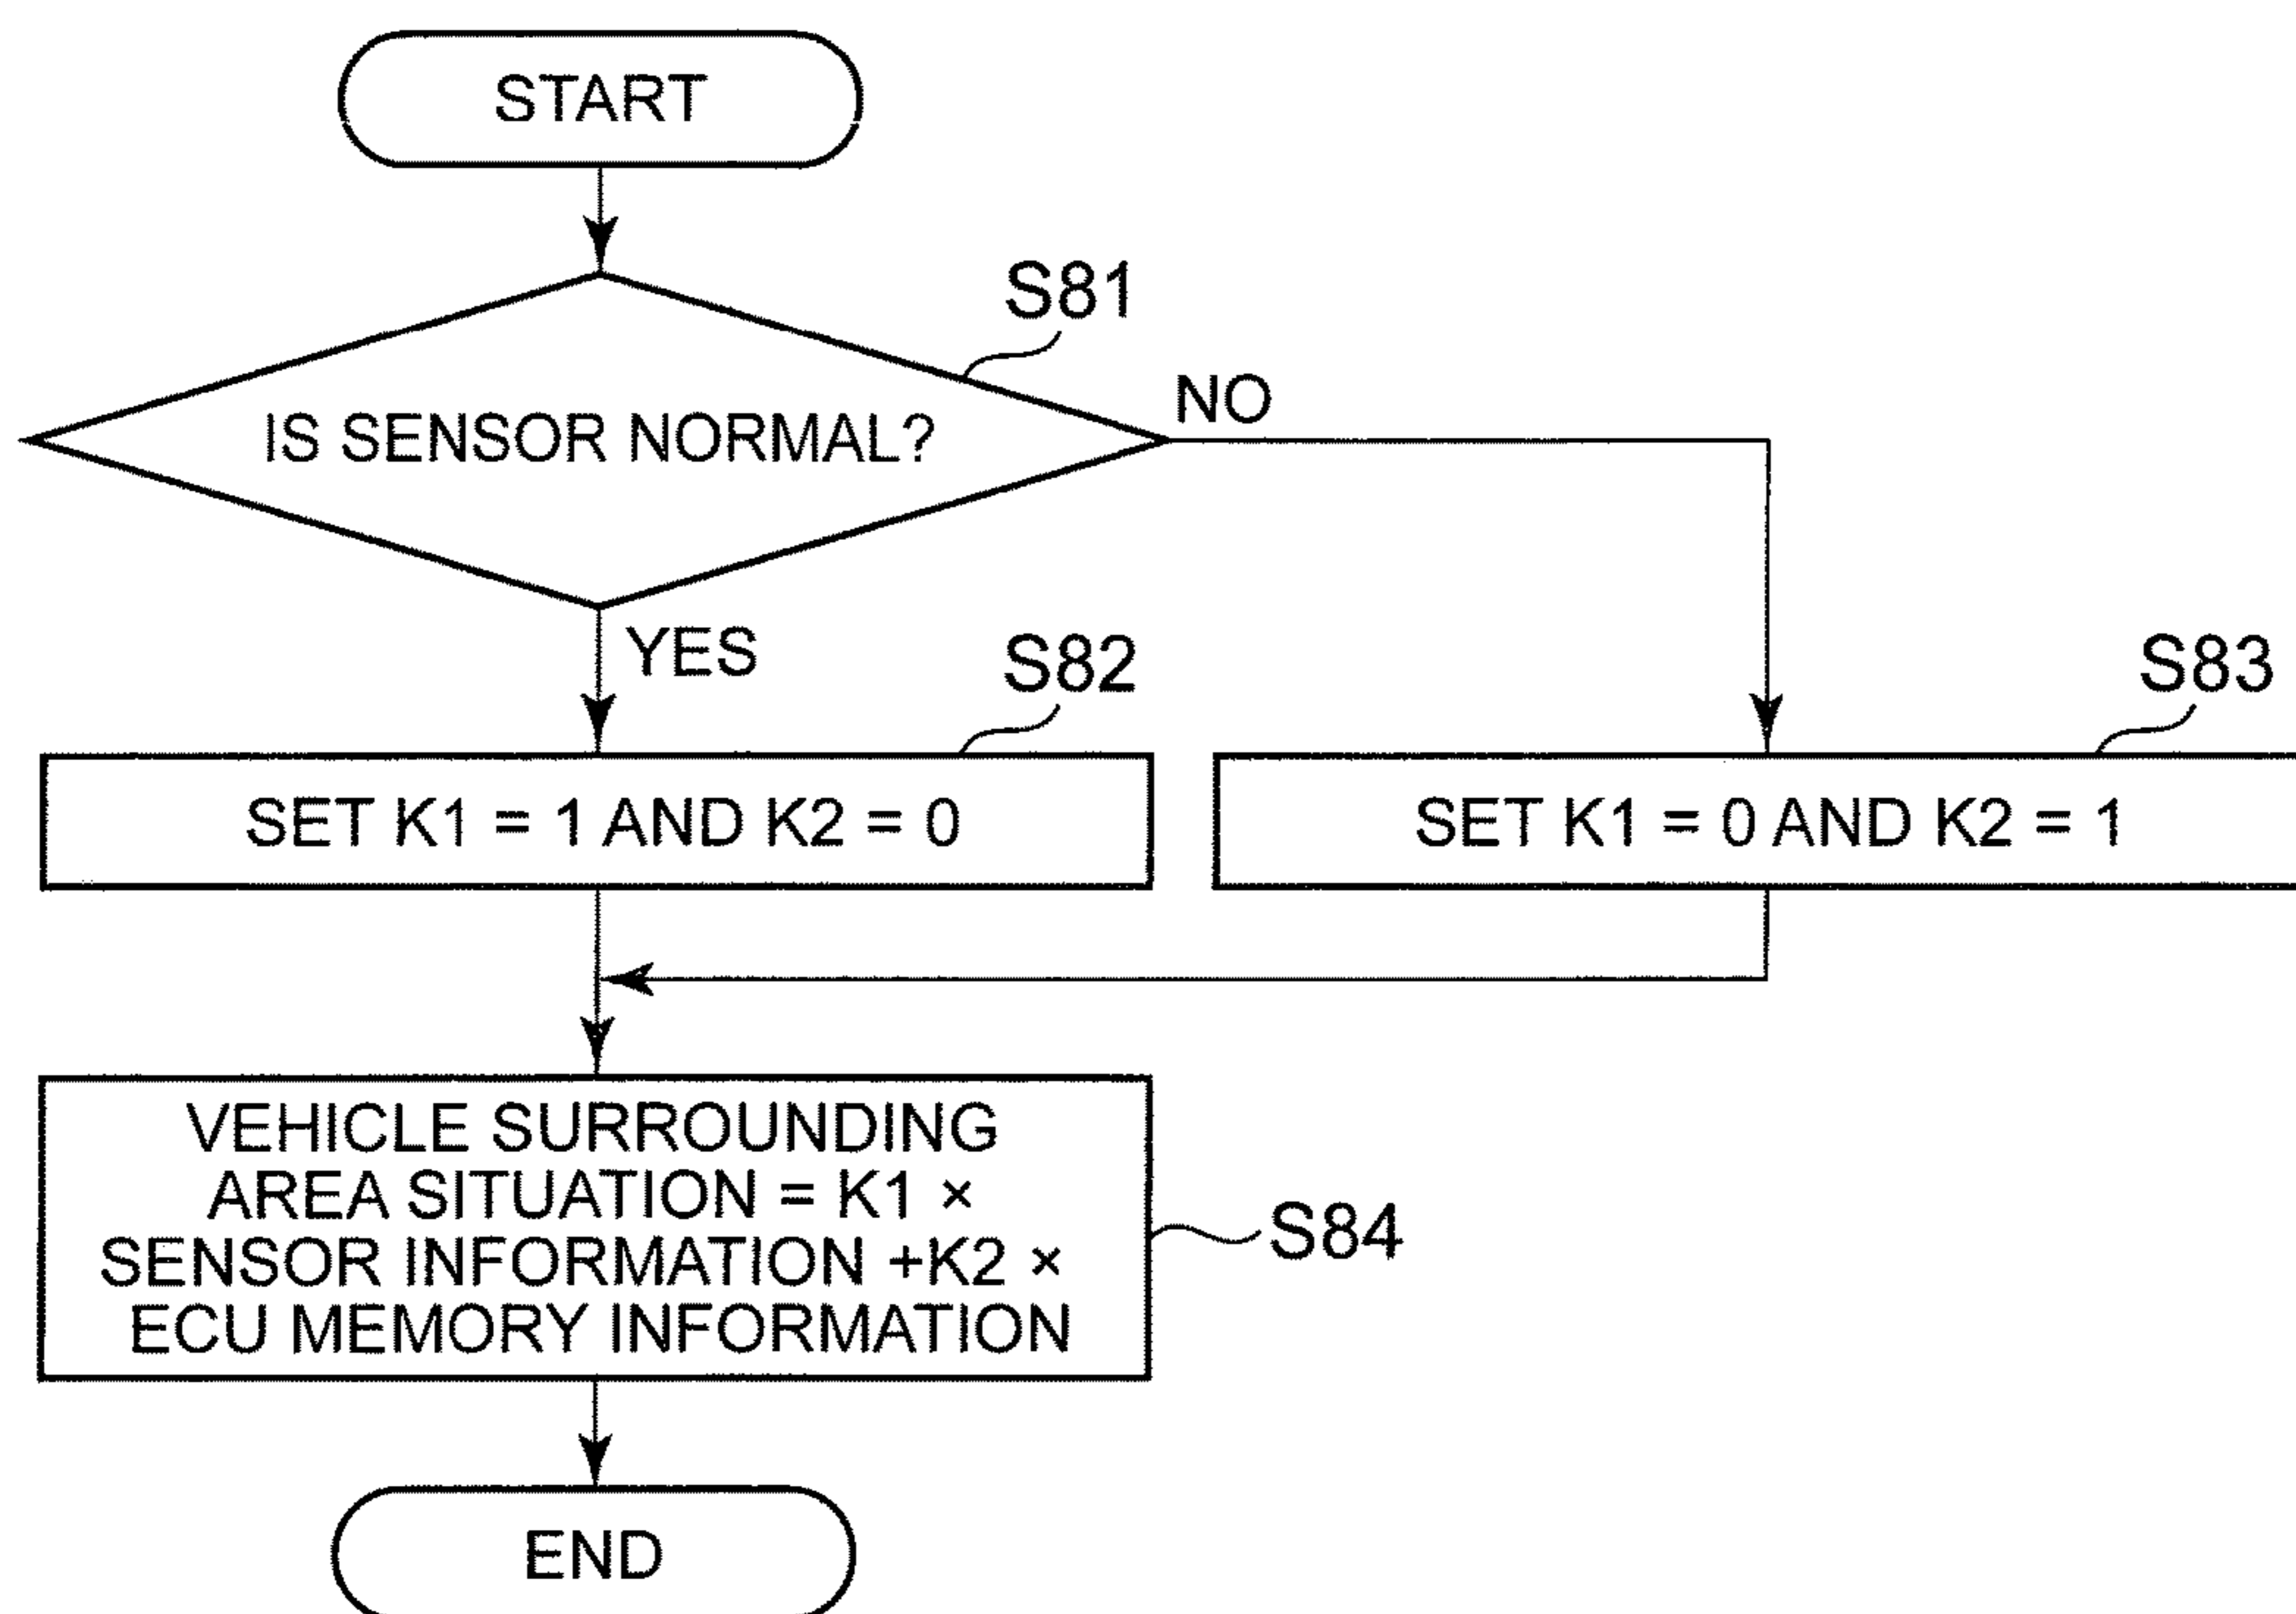 START
S81
IS SENSOR NORMAL?
NO
YES
S82
S83
SET K1 = 1 AND K2 = 0
SET K1 = 0 AND K2 = 1
VEHICLE SURROUNDING
AREA SITUATION = K1 ×
SENSOR INFORMATION +K2 ×
ECU MEMORY INFORMATION
S84
END